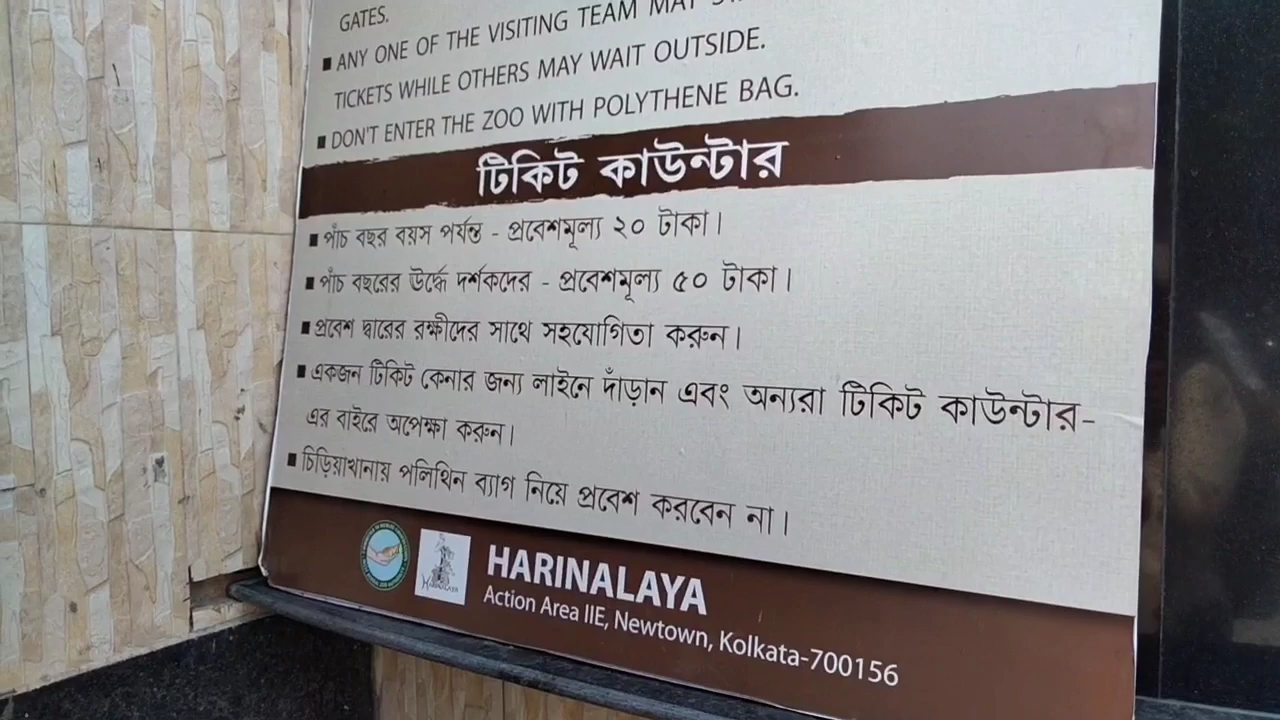 GATES.
■ ANY ONE OF THE VISITING TEAM MAY
TICKETS WHILE OTHERS MAY WAIT OUTSIDE.
■ DON'T ENTER THE ZOO WITH POLYTHENE BAG.
টিকিট কাউন্টার
■ পাঁচ বছর বয়স পর্যন্ত - প্রবেশমূল্য ২০ টাকা।
■ পাঁচ বছরের উর্দ্ধে দর্শকদের - প্রবেশমূল্য ৫০ টাকা।
■ প্রবেশ দ্বারের রক্ষীদের সাথে সহযোগিতা করুন।
■ একজন টিকিট কেনার জন্য লাইনে দাঁড়ান এবং অন্যরা টিকিট কাউন্টার-
এর বাইরে অপেক্ষা করুন।
■ চিড়িয়াখানায় পলিথিন ব্যাগ নিয়ে প্রবেশ করবেন না।
HARINALAYA
HARINALAYA
Action Area IIE, Newtown, Kolkata-700156